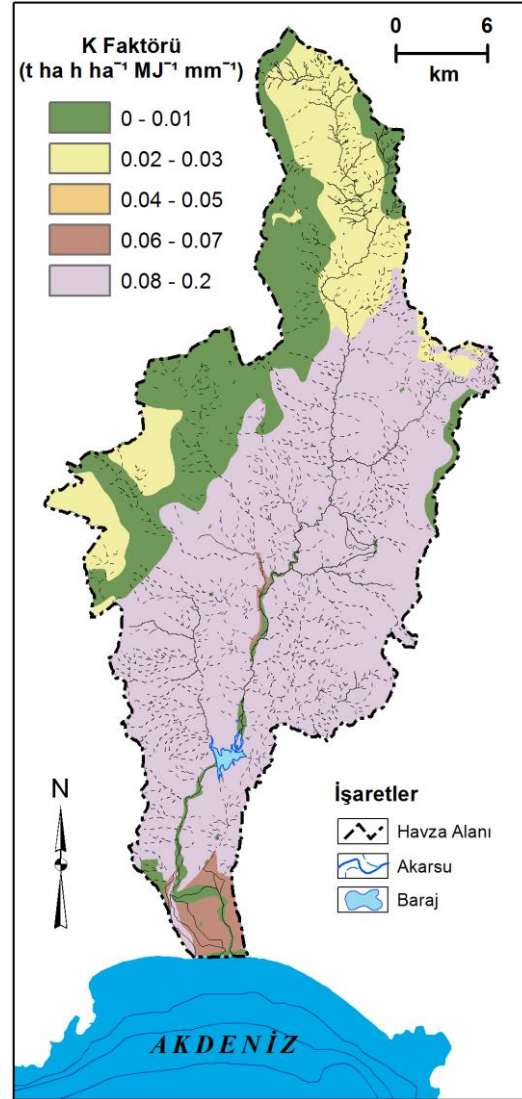 K Faktörü
(t ha h ha⁻¹ MJ⁻¹ mm⁻¹)
0 - 0.01
0.02 - 0.03
0.04 - 0.05
0.06 - 0.07
0.08 - 0.2
0 6
km
N
İşaretler
Havza Alanı
Akarsu
Baraj
AKDENİZ